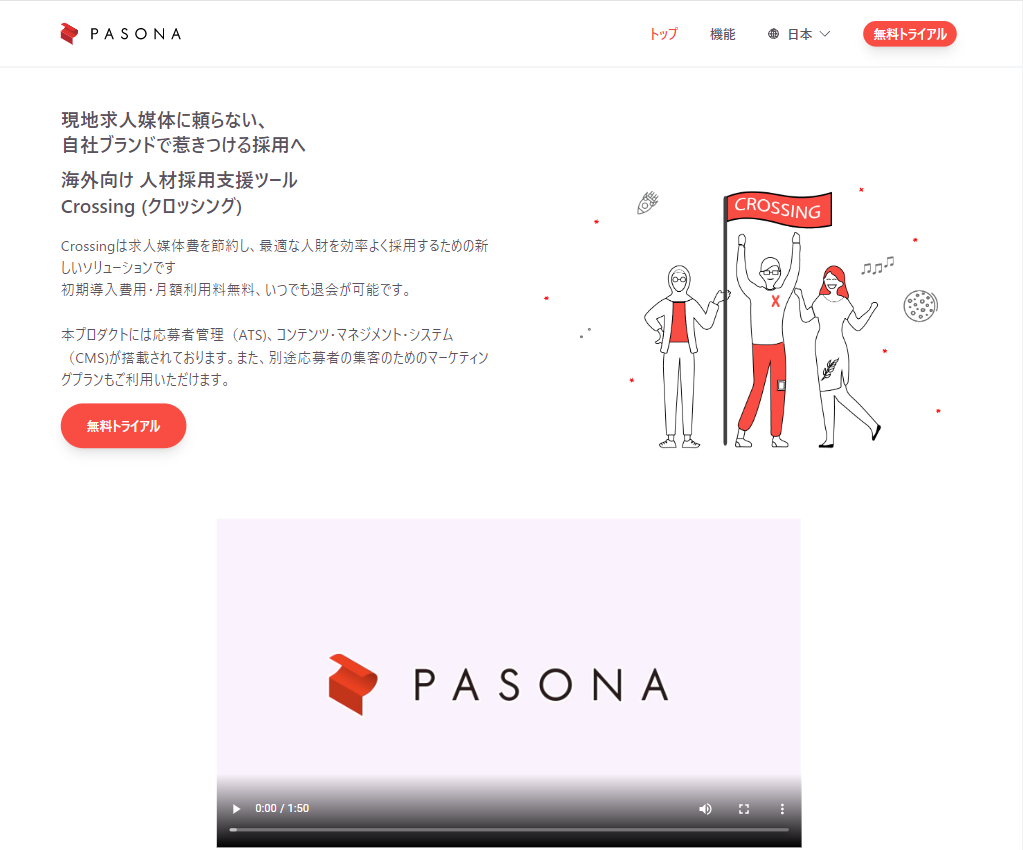 PASONA
トップ
機能
日本
無料トライアル
現地求人媒体に頼らない、
自社ブランドで惹きつける採用へ
海外向け 人材採用支援ツール
Crossing (クロッシング)
Crossingは求人媒体費を節約し、最適な人財を効率よく採用するための新
しいソリューションです
初期導入費用・月額利用料無料、いつでも退会が可能です。
本プロダクトには応募者管理（ATS)、コンテンツ・マネジメント・システム
（CMS)が搭載されております。また、別途応募者の集客のためのマーケティン
グプランもご利用いただけます。
無料トライアル
CROSSING
X
PASONA
0:00 / 1:50